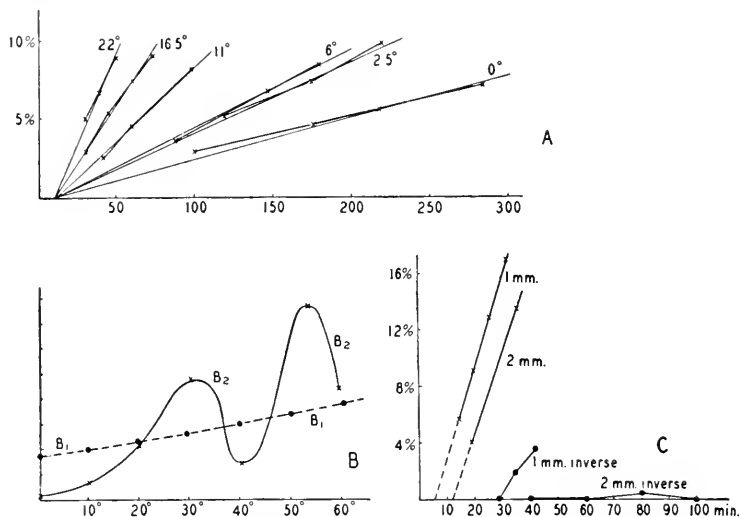 10%
5%
22°
16 5°
11°
6°
2 5°
0°
A
50
100
150
200
250
300
B₁
B₂
B₂
B₁
B
10°
20°
30°
40°
50°
60°
16%
12%
8%
4%
1 mm.
2 mm.
C
1 mm. inverse
2 mm. inverse
10
20
30
40
50
60
70
80
90
100 min.